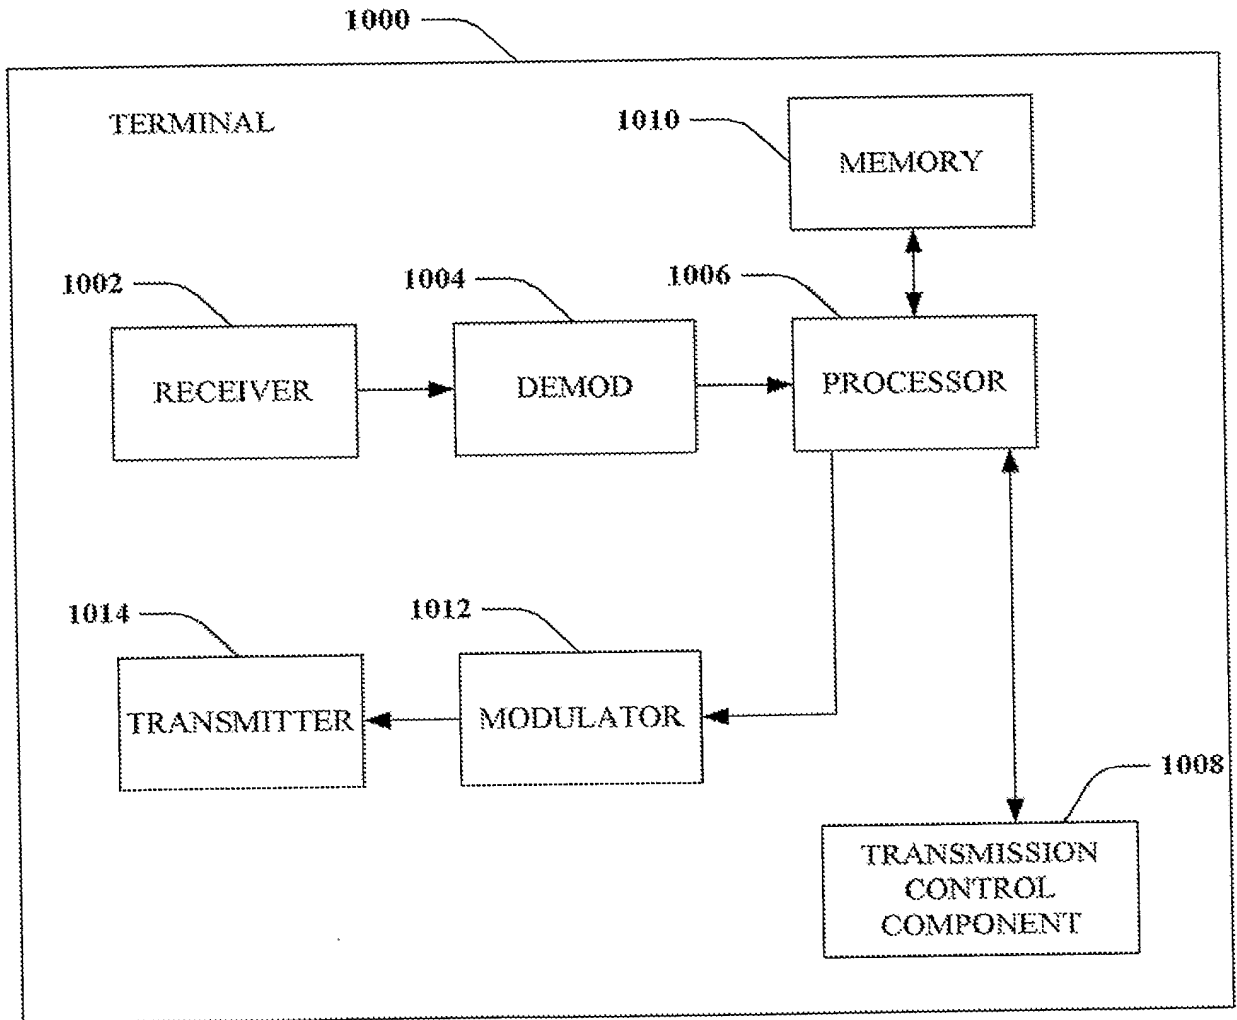 1000
TERMINAL
1010
MEMORY
1002
1004
1006
RECEIVER
DEMOD
PROCESSOR
1014
1012
TRANSMITTER
MODULATOR
1008
TRANSMISSION
CONTROL
COMPONENT